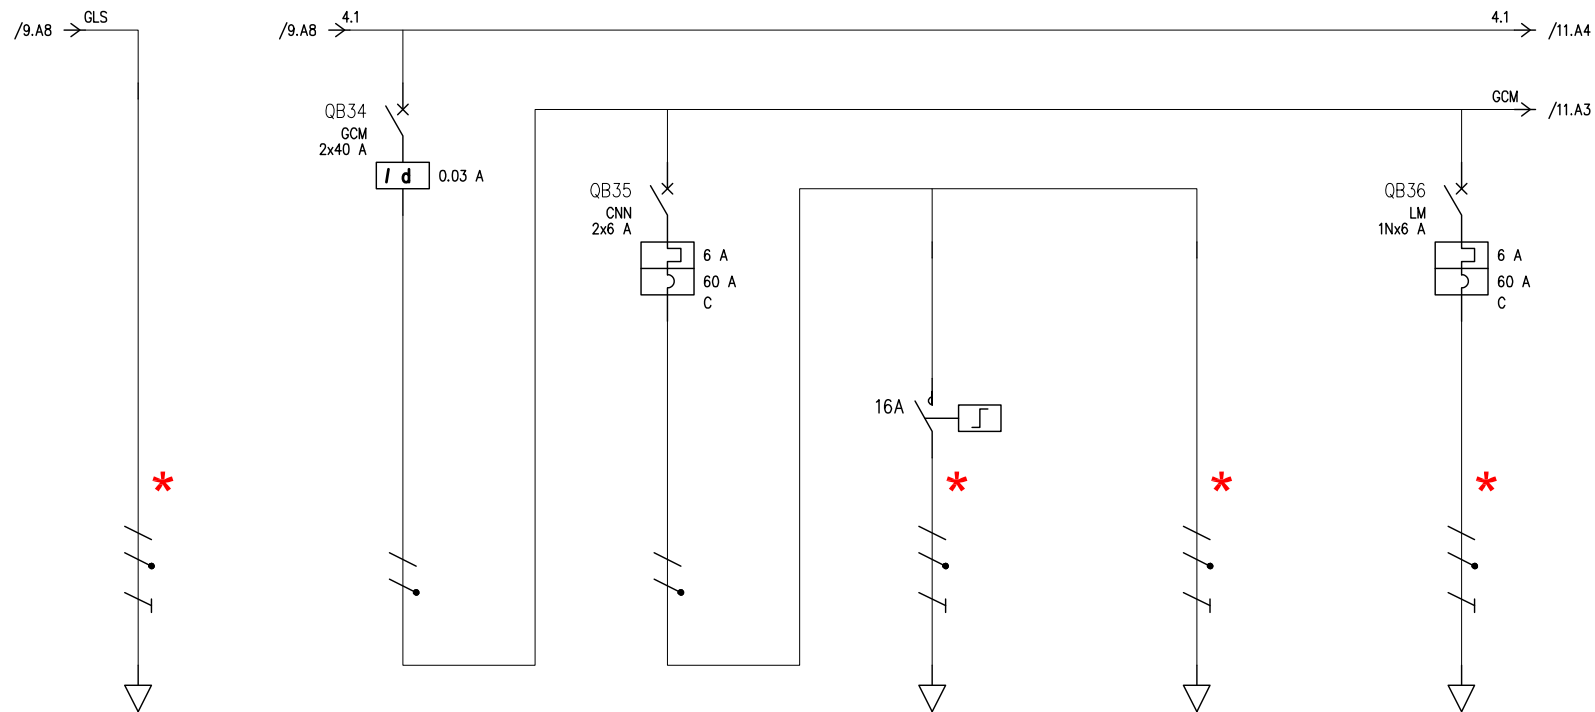 GLS
/9.A8
4.1
/9.A8
4.1
/11.A4
GCM
/11.A3
QB34
GCM
2x40 A
I d
0.03 A
QB35
CNN
2x6 A
6 A
60 A
C
QB36
LM
1Nx6 A
6 A
60 A
C
16A
*
*
*
*